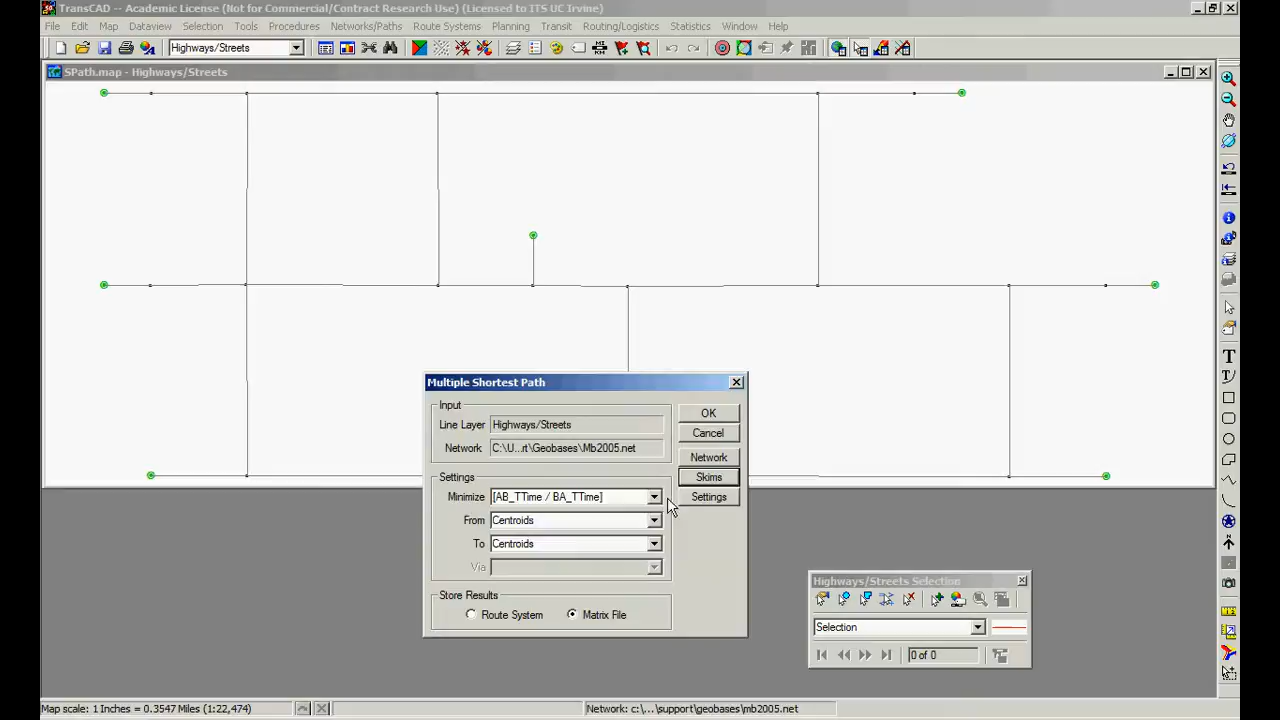 TransCAD -- Academic License (Not for Commercial/Contract Research Use) (Licensed to ITS UC Irvine)
File Edit Map Dataview Selection Tools Procedures Networks/Paths Route Systems Planning Transit Routing/Logistics Statistics Window Help
Highways/Streets
SPath.map - Highways/Streets
Multiple Shortest Path
Input
Line Layer Highways/Streets
Network C:\U...rt\Geobases\Mb2005.net
OK
Cancel
Network
Skims
Settings
Settings
Minimize [AB_TTime / BA_TTime]
From Centroids
To Centroids
Via
Store Results
Route System Matrix File
Highways/Streets Selection
Selection
0 of 0
Map scale: 1 Inches = 0.3547 Miles (1:22,474)
Network: c:\...\support\geobases\mb2005.net
T
T